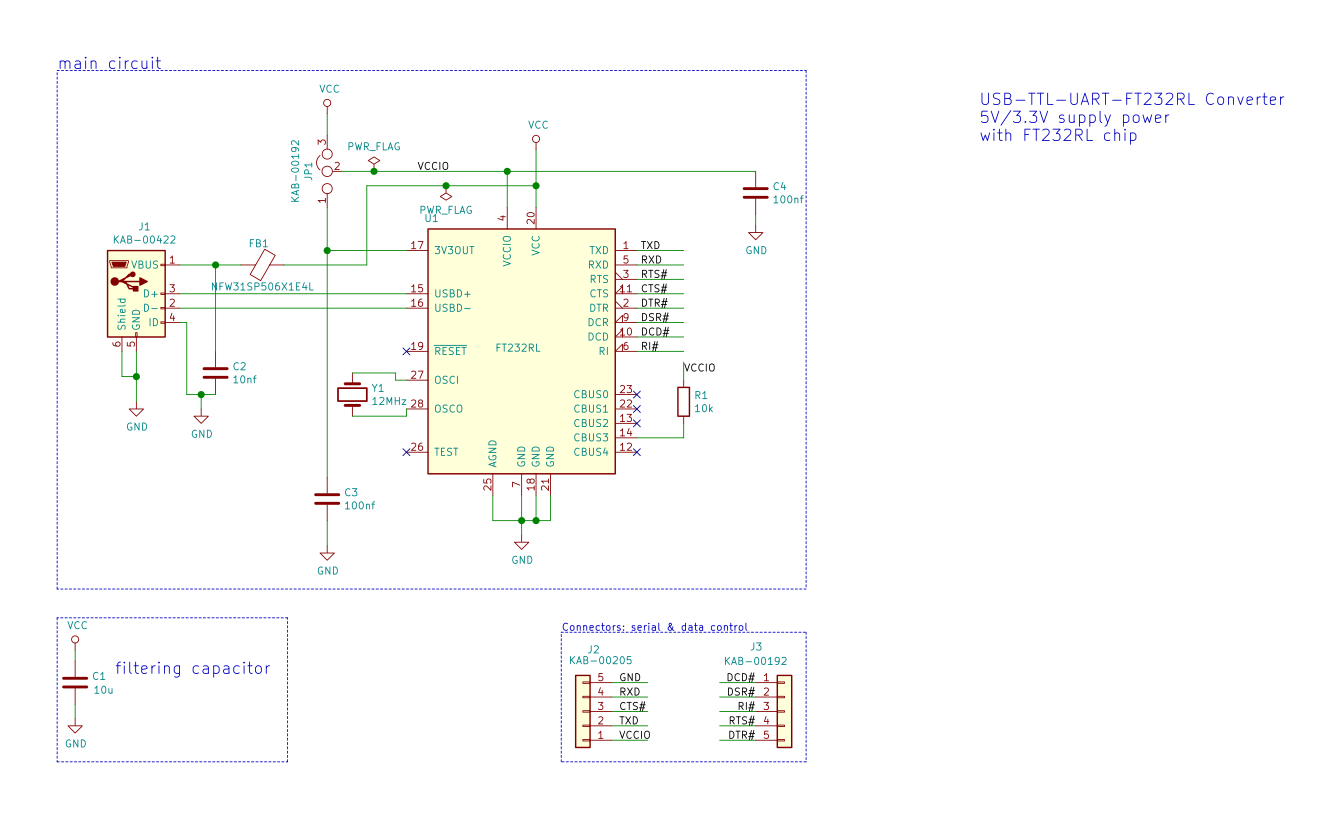 main circuit
USB-TTL-UART-FT232RL Converter
5V/3.3V supply power
with FT232RL chip
VCC
3
KAB-00192
JP1
2
1
PWR_FLAG
VCCIO
VCC
PWR_FLAG
C4
100nf
GND
J1
KAB-00422
VBUS 1
D+ 3
D- 2
ID 4
Shield
GND
6
5
GND
FB1
NFW31SP506X1E4L
C2
10nf
GND
U1
4
20
VCCIO
VCC
17 3V3OUT
15 USBD+
16 USBD-
19 RESET
27 OSCI
28 OSCO
26 TEST
FT232RL
TXD 1 TXD
RXD 5 RXD
RTS 3 RTS#
CTS 11 CTS#
DTR 2 DTR#
DCR 9 DSR#
DCD 10 DCD#
RI 6 RI#
CBUS0 23
CBUS1 22
CBUS2 13
CBUS3 14
CBUS4 12
AGND
GND
GND
GND
25
7
18
21
GND
Y1
12MHz
VCCIO
R1
10k
C3
100nf
GND
VCC
filtering capacitor
C1
10u
GND
Connectors: serial & data control
J2
KAB-00205
5 GND
4 RXD
3 CTS#
2 TXD
1 VCCIO
J3
KAB-00192
DCD# 1
DSR# 2
RI# 3
RTS# 4
DTR# 5